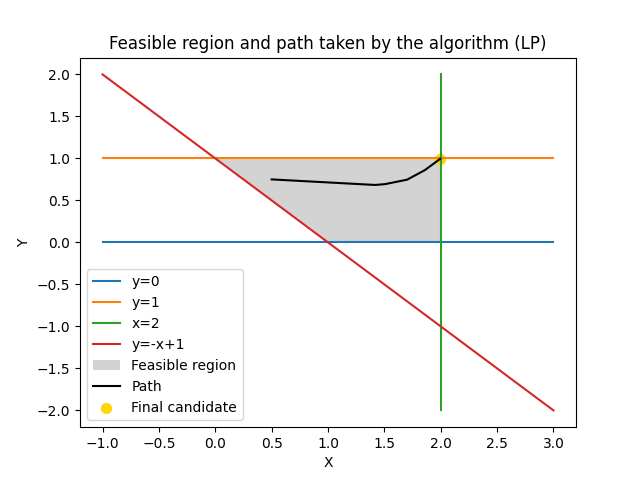 Feasible region and path taken by the algorithm (LP)
2.0
1.5
1.0
0.5
0.0
−0.5
−1.0
−1.5
−2.0
Y
y=0
y=1
x=2
y=-x+1
Feasible region
Path
Final candidate
−1.0 −0.5 0.0 0.5 1.0 1.5 2.0 2.5 3.0
X